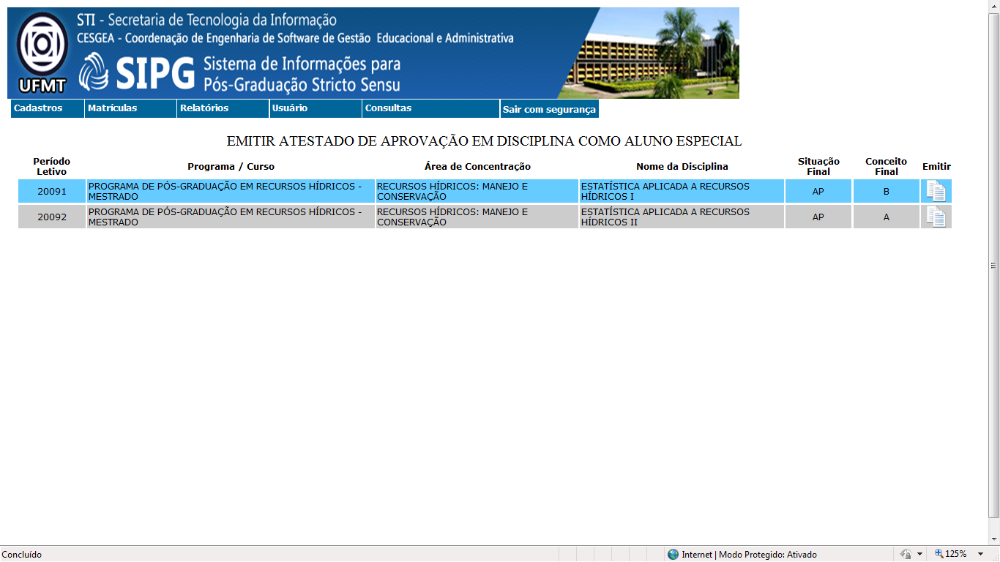 STI - Secretaria de Tecnologia da Informação
CESGEA - Coordenação de Engenharia de Software de Gestão Educacional e Administrativa
UFMT
SIPG
Sistema de Informações para
Pós-Graduação Stricto Sensu
Cadastros Matrículas Relatórios Usuário Consultas Sair com segurança
EMITIR ATESTADO DE APROVAÇÃO EM DISCIPLINA COMO ALUNO ESPECIAL
Período
Letivo
Programa / Curso
Área de Concentração
Nome da Disciplina
Situação
Final
Conceito
Final
Emitir
20091
PROGRAMA DE PÓS-GRADUAÇÃO EM RECURSOS HÍDRICOS -
MESTRADO
RECURSOS HÍDRICOS: MANEJO E
CONSERVAÇÃO
ESTATÍSTICA APLICADA A RECURSOS
HÍDRICOS I
AP
B
20092
PROGRAMA DE PÓS-GRADUAÇÃO EM RECURSOS HÍDRICOS -
MESTRADO
RECURSOS HÍDRICOS: MANEJO E
CONSERVAÇÃO
ESTATÍSTICA APLICADA A RECURSOS
HÍDRICOS II
AP
A
Concluído
Internet | Modo Protegido: Ativado
125%